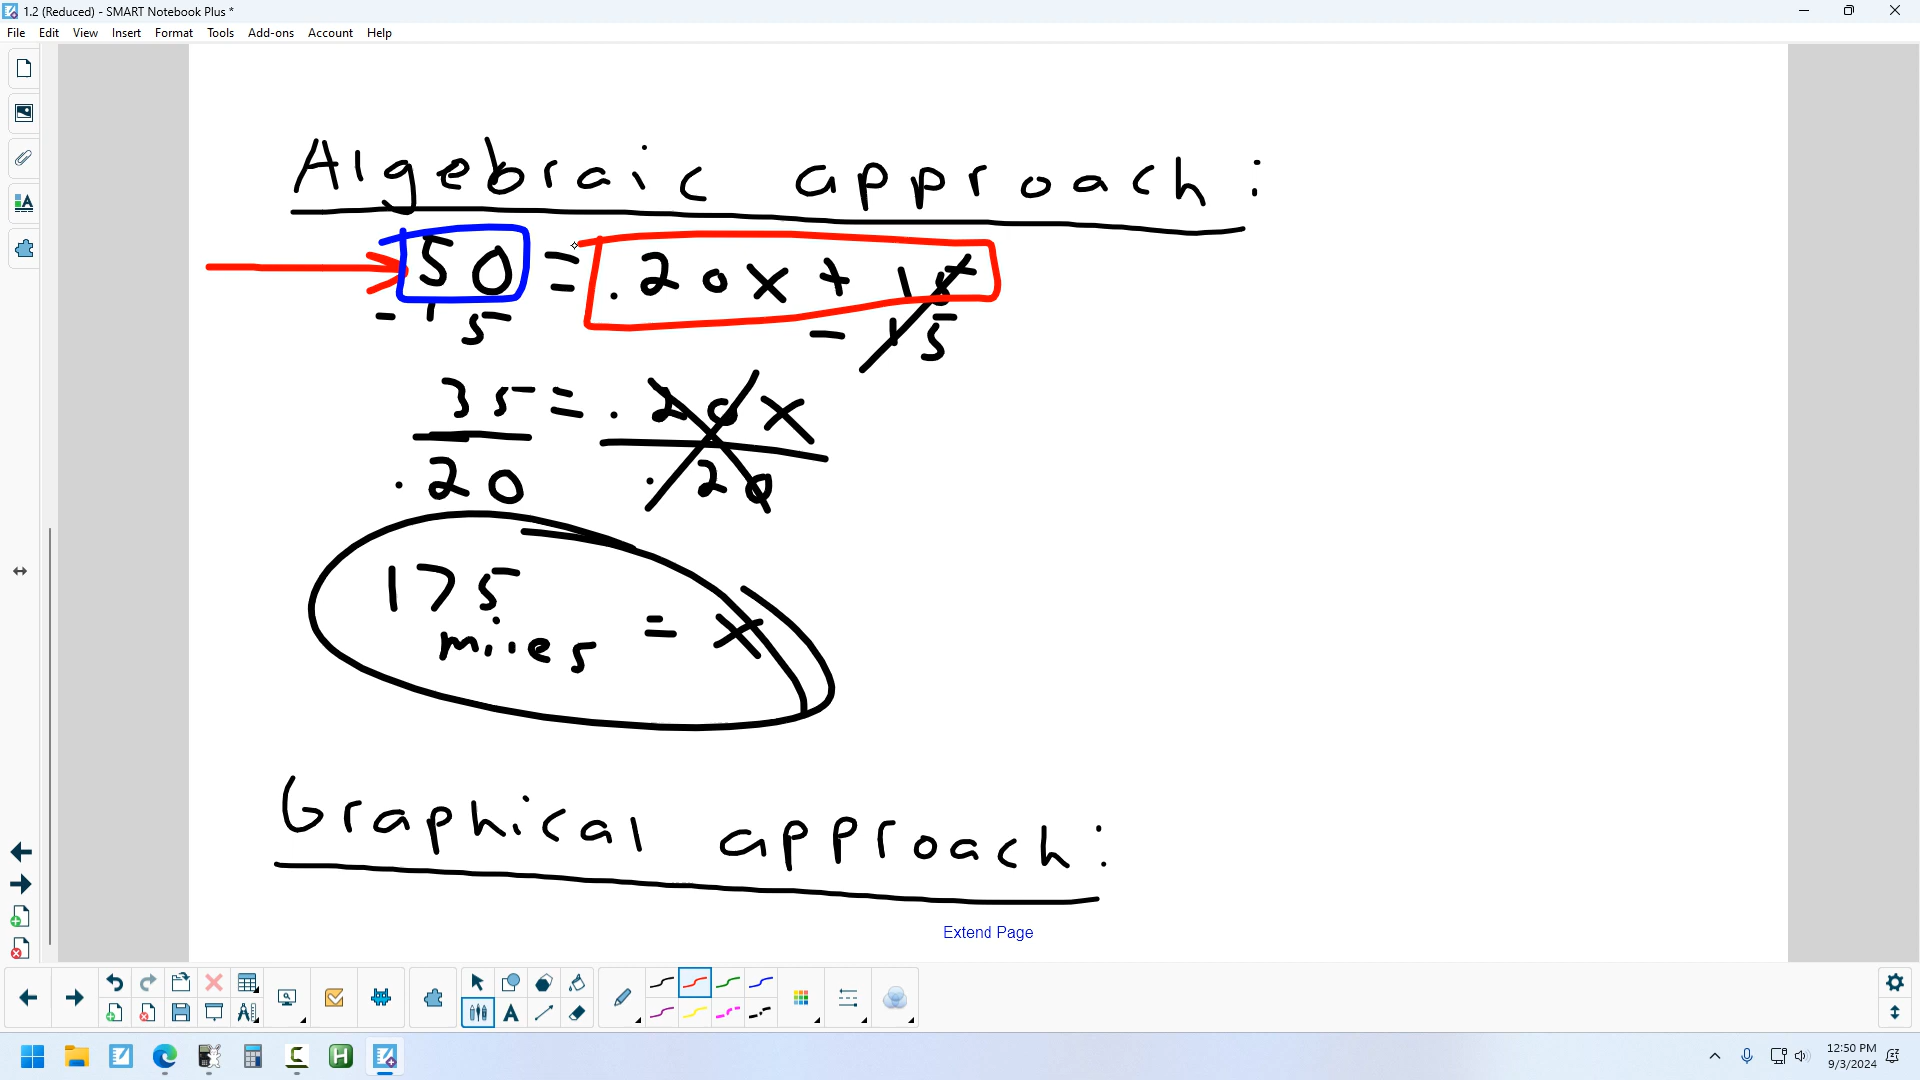 1.2 (Reduced) - SMART Notebook Plus *
File Edit View Insert Format Tools Add-ons Account Help
Algebraic approach:
50 = .20x + 15
- 15 - 15
35 = .20x
.20 .20
175
miles = x
Graphical approach:
Extend Page
12:50 PM
9/3/2024